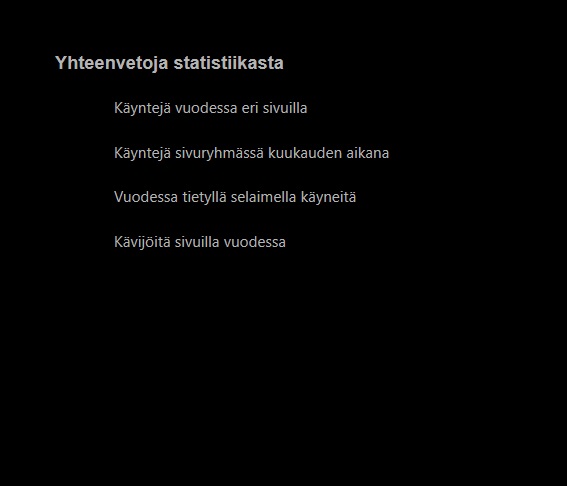 Yhteenvetoja statistiikasta
Käyntejä vuodessa eri sivuilla
Käyntejä sivuryhmässä kuukauden aikana
Vuodessa tietyllä selaimella käyneitä
Kävijöitä sivuilla vuodessa